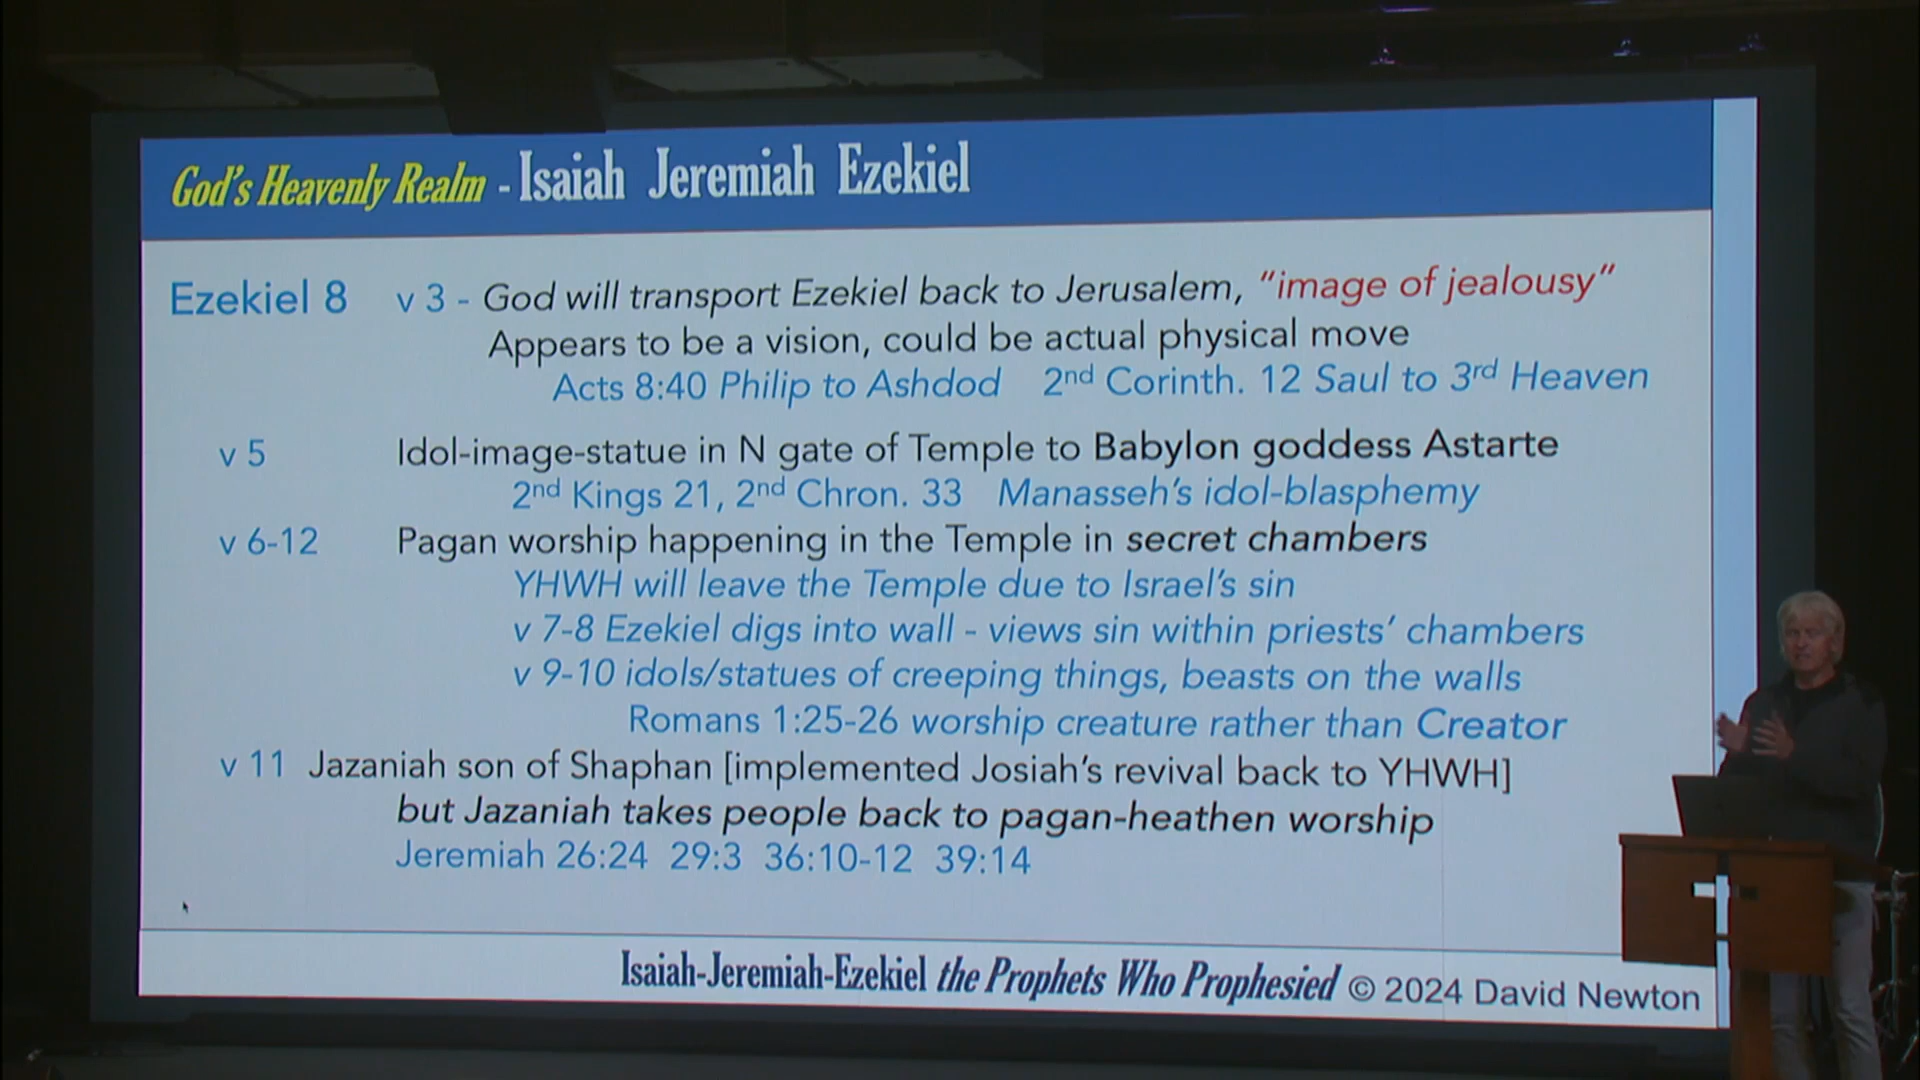 God's Heavenly Realm - Isaiah Jeremiah Ezekiel
Ezekiel 8 v 3 - God will transport Ezekiel back to Jerusalem, "image of jealousy"
Appears to be a vision, could be actual physical move
Acts 8:40 Philip to Ashdod 2nd Corinth. 12 Saul to 3rd Heaven
v 5 Idol-image-statue in N gate of Temple to Babylon goddess Astarte
2nd Kings 21, 2nd Chron. 33 Manasseh's idol-blasphemy
v 6-12 Pagan worship happening in the Temple in secret chambers
YHWH will leave the Temple due to Israel's sin
v 7-8 Ezekiel digs into wall - views sin within priests' chambers
v 9-10 idols/statues of creeping things, beasts on the walls
Romans 1:25-26 worship creature rather than Creator
v 11 Jazaniah son of Shaphan [implemented Josiah's revival back to YHWH]
but Jazaniah takes people back to pagan-heathen worship
Jeremiah 26:24 29:3 36:10-12 39:14
Isaiah-Jeremiah-Ezekiel the Prophets Who Prophesied © 2024 David Newton